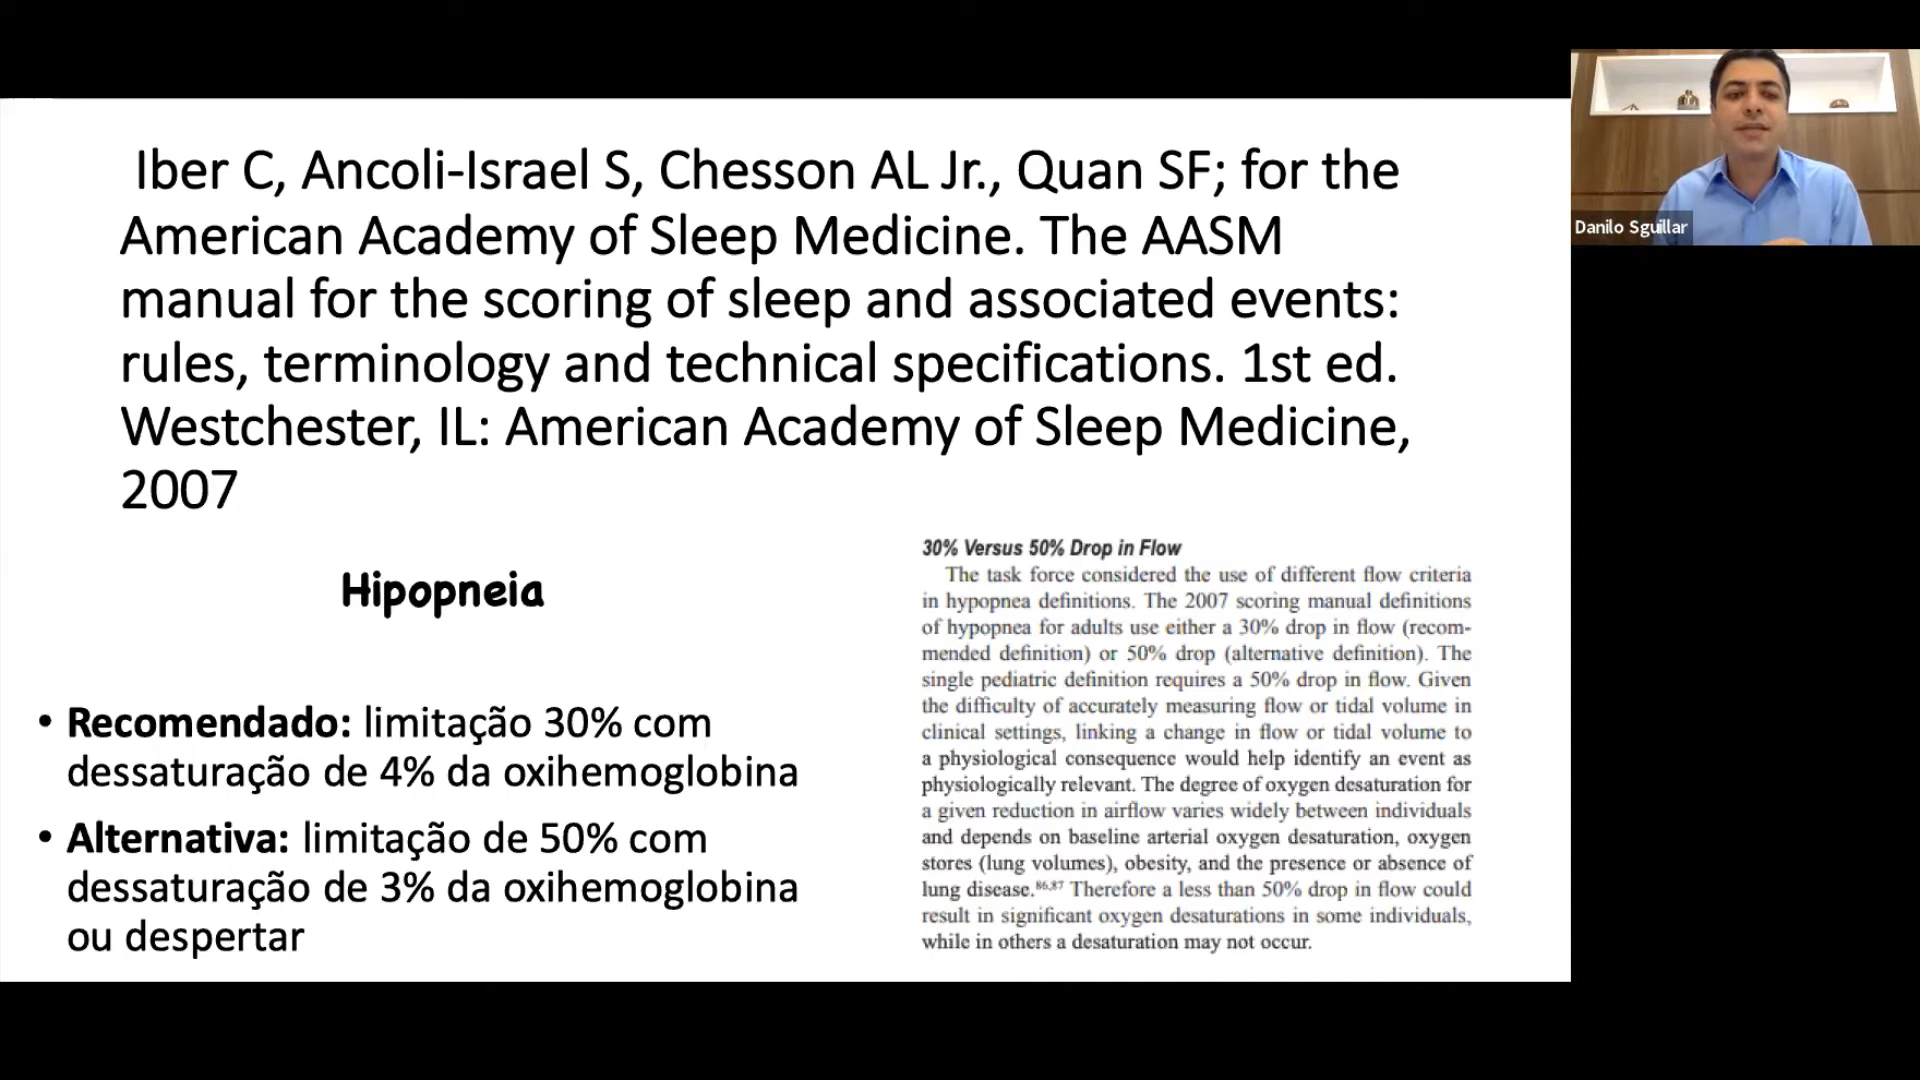 Iber C, Ancoli-Israel S, Chesson AL Jr., Quan SF; for the
American Academy of Sleep Medicine. The AASM
manual for the scoring of sleep and associated events:
rules, terminology and technical specifications. 1st ed.
Westchester, IL: American Academy of Sleep Medicine,
2007
Hipopneia
• Recomendado: limitação 30% com
dessaturação de 4% da oxihemoglobina
• Alternativa: limitação de 50% com
dessaturação de 3% da oxihemoglobina
ou despertar
30% Versus 50% Drop in Flow
The task force considered the use of different flow criteria
in hypopnea definitions. The 2007 scoring manual definitions
of hypopnea for adults use either a 30% drop in flow (recom-
mended definition) or 50% drop (alternative definition). The
single pediatric definition requires a 50% drop in flow. Given
the difficulty of accurately measuring flow or tidal volume in
clinical settings, linking a change in flow or tidal volume to
a physiological consequence would help identify an event as
physiologically relevant. The degree of oxygen desaturation for
a given reduction in airflow varies widely between individuals
and depends on baseline arterial oxygen desaturation, oxygen
stores (lung volumes), obesity, and the presence or absence of
lung disease.86,87 Therefore a less than 50% drop in flow could
result in significant oxygen desaturations in some individuals,
while in others a desaturation may not occur.
Danilo Sguillar